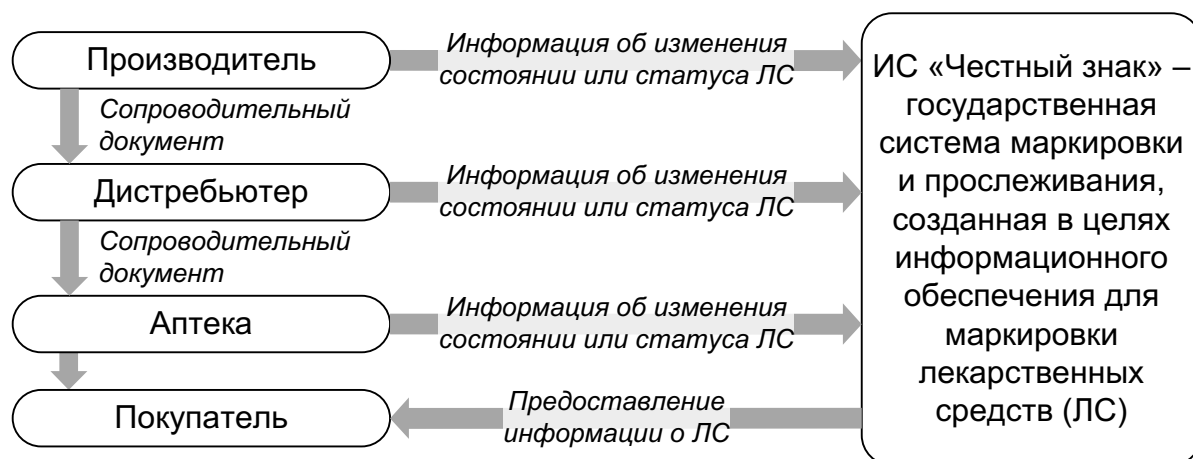 Производитель
Информация об изменения
состоянии или статуса ЛС
Сопроводительный
документ
Дистребьютер
Информация об изменения
состоянии или статуса ЛС
Сопроводительный
документ
Аптека
Информация об изменения
состоянии или статуса ЛС
Покупатель
Предоставление
информации о ЛС
ИС «Честный знак» –
государственная
система маркировки
и прослеживания,
созданная в целях
информационного
обеспечения для
маркировки
лекарственных
средств (ЛС)